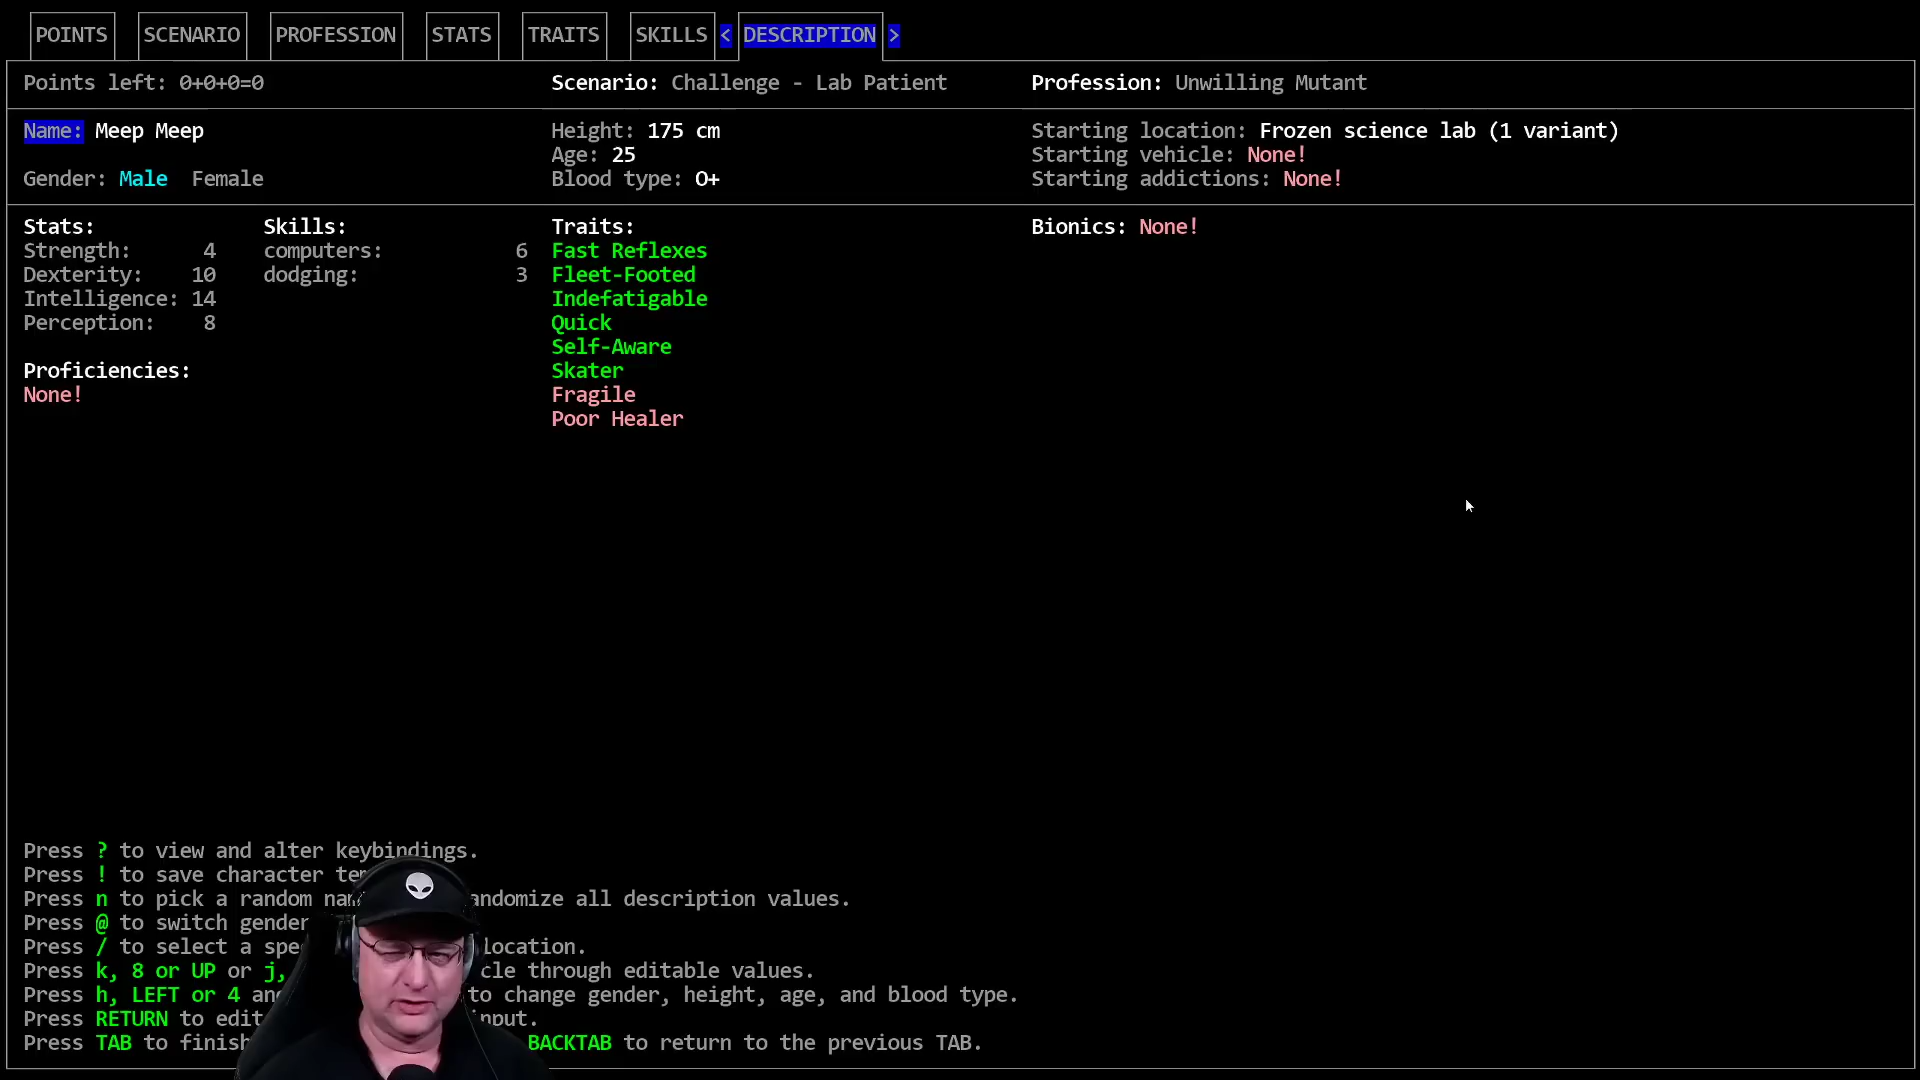 POINTS SCENARIO PROFESSION STATS TRAITS SKILLS < DESCRIPTION >
Points left: 0+0+0=0 Scenario: Challenge - Lab Patient Profession: Unwilling Mutant
Name: Meep Meep Height: 175 cm Starting location: Frozen science lab (1 variant)
Age: 25 Starting vehicle: None!
Gender: Male Female Blood type: O+ Starting addictions: None!
Stats: Skills: Traits: Bionics: None!
Strength: 4 computers: 6 Fast Reflexes
Dexterity: 10 dodging: 3 Fleet-Footed
Intelligence: 14 Indefatigable
Perception: 8 Quick
Self-Aware
Proficiencies: Skater
None! Fragile
Poor Healer
Press ? to view and alter keybindings.
Press ! to save character
Press n to pick a random andomize all description values.
Press @ to switch gender
Press / to select a location.
Press k, 8 or UP or j, cle through editable values.
Press h, LEFT or 4 to change gender, height, age, and blood type.
Press RETURN to edit nput.
Press TAB to finish BACKTAB to return to the previous TAB.